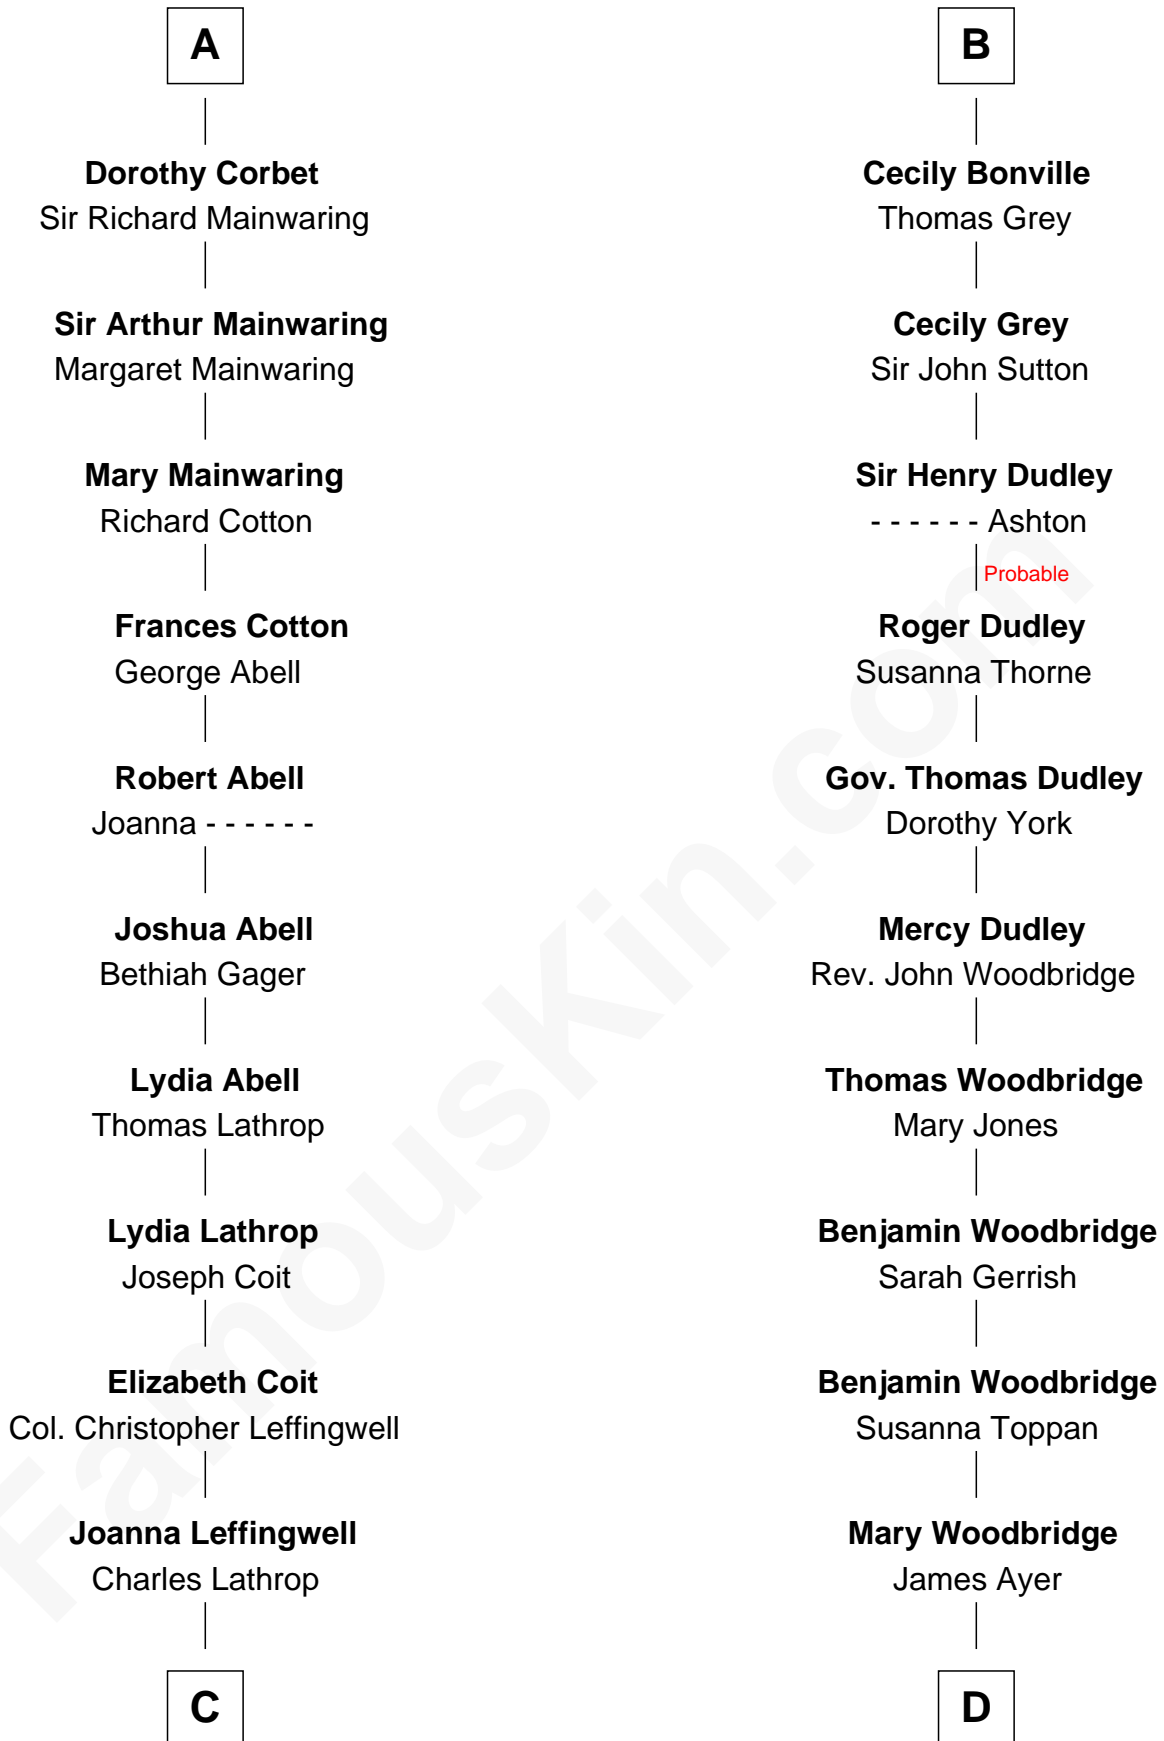 A
Dorothy Corbet
Sir Richard Mainwaring
Sir Arthur Mainwaring
Margaret Mainwaring
Mary Mainwaring
Richard Cotton
Frances Cotton
George Abell
Robert Abell
Joanna - - - - - -
Joshua Abell
Bethiah Gager
Lydia Abell
Thomas Lathrop
Lydia Lathrop
Joseph Coit
Elizabeth Coit
Col. Christopher Leffingwell
Joanna Leffingwell
Charles Lathrop
C
B
Cecily Bonville
Thomas Grey
Cecily Grey
Sir John Sutton
Sir Henry Dudley
- - - - - - Ashton
Probable
Roger Dudley
Susanna Thorne
Gov. Thomas Dudley
Dorothy York
Mercy Dudley
Rev. John Woodbridge
Thomas Woodbridge
Mary Jones
Benjamin Woodbridge
Sarah Gerrish
Benjamin Woodbridge
Susanna Toppan
Mary Woodbridge
James Ayer
D
FamousKin.com